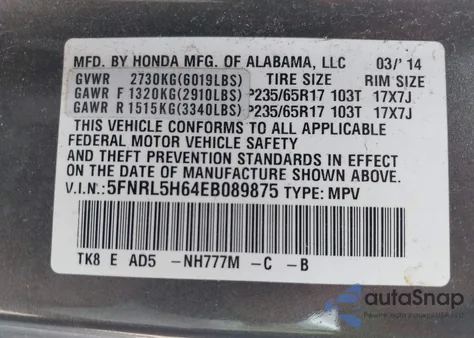 MFD. BY HONDA MFG. OF ALABAMA, LLC 03/'14
GVWR 2730KG(6019LBS) TIRE SIZE RIM SIZE
GAWR F 1320KG(2910LBS) P235/65R17 103T 17X7J
GAWR R 1515KG(3340LBS) P235/65R17 103T 17X7J
THIS VEHICLE CONFORMS TO ALL APPLICABLE
FEDERAL MOTOR VEHICLE SAFETY
AND THEFT PREVENTION STANDARDS IN EFFECT
ON THE DATE OF MANUFACTURE SHOWN ABOVE.
V.I.N:5FNRL5H64EB089875 TYPE: MPV
TK8 E AD5 -NH777M -C -B
autoSnap